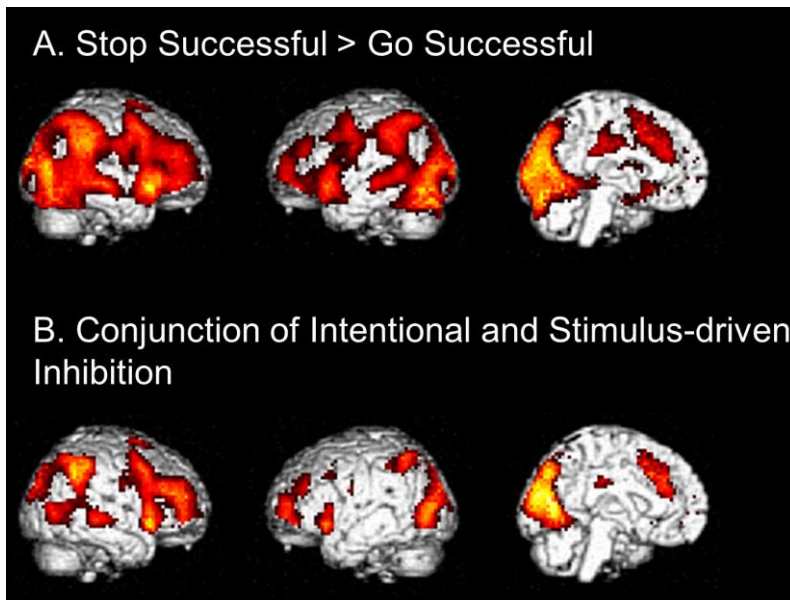 A. Stop Successful > Go Successful
B. Conjunction of Intentional and Stimulus-driven
Inhibition